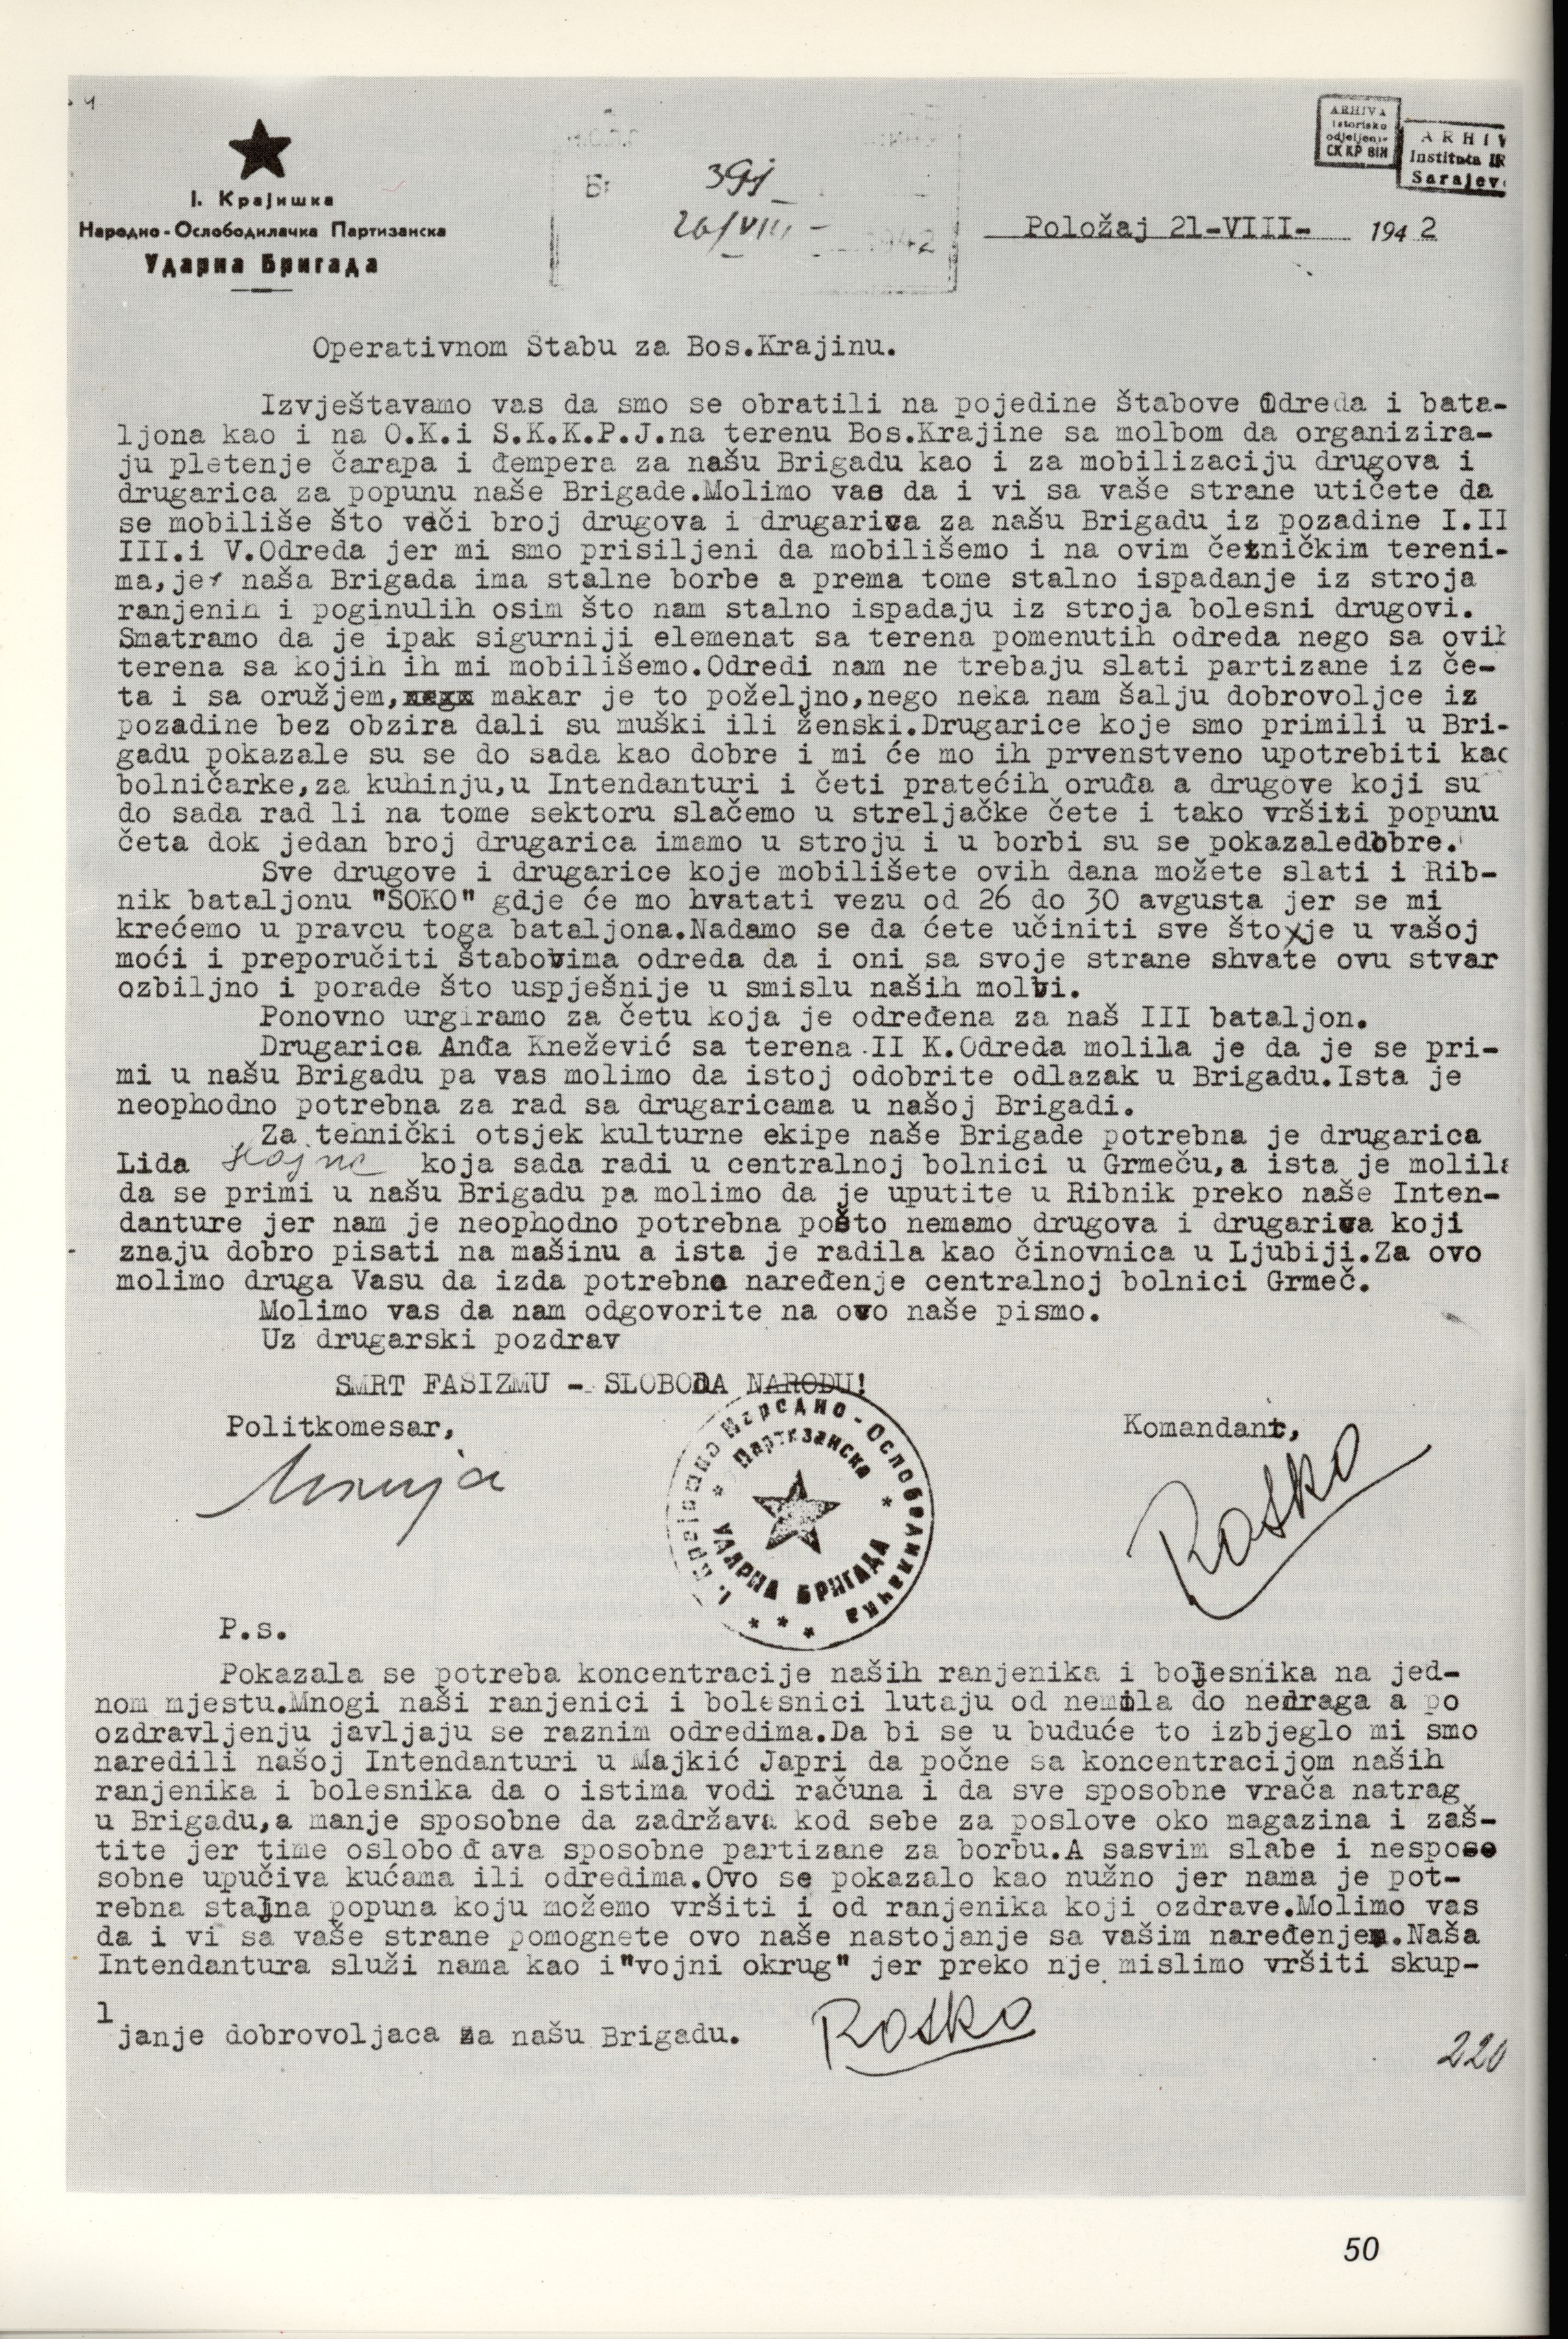 ARHIVA
istorisko
odjeljenje
CK KP BIH
ARHIV
Instituta IR
Sarajev
I. Крајишка
Народно-Ослободилачка Партизанска
Ударна Бригада
Б
391
26/VIII - 1942
Položaj 21-VIII- 1942
Operativnom Štabu za Bos.Krajinu.
Izvještavamo vas da smo se obratili na pojedine štabove Odreda i bata-
ljona kao i na O.K.i S.K.K.P.J.na terenu Bos.Krajine sa molbom da organizira-
ju pletenje čarapa i đempera za našu Brigadu kao i za mobilizaciju drugova i
drugarica za popunu naše Brigade.Molimo vas da i vi sa vaše strane utičete da
se mobiliše što veči broj drugova i drugarica za našu Brigadu iz pozadine I.II
III.i V.Odreda jer mi smo prisiljeni da mobilišemo i na ovim četničkim tereni-
ma,jer naša Brigada ima stalne borbe a prema tome stalno ispadanje iz stroja
ranjenih i poginulih osim što nam stalno ispadaju iz stroja bolesni drugovi.
Smatramo da je ipak sigurniji elemenat sa terena pomenutih odreda nego sa ovih
terena sa kojih ih mi mobilišemo.Odredi nam ne trebaju slati partizane iz če-
ta i sa oružjem, makar je to poželjno,nego neka nam šalju dobrovoljce iz
pozadine bez obzira dali su muški ili ženski.Drugarice koje smo primili u Bri-
gadu pokazale su se do sada kao dobre i mi će mo ih prvenstveno upotrebiti kao
bolničarke,za kuhinju,u Intendanturi i četi pratećih oruđa a drugove koji su
do sada rad li na tome sektoru slačemo u streljačke čete i tako vršiti popunu
četa dok jedan broj drugarica imamo u stroju i u borbi su se pokazaledobre.
Sve drugove i drugarice koje mobilišete ovih dana možete slati i Rib-
nik bataljonu "SOKO" gdje će mo hvatati vezu od 26 do 30 avgusta jer se mi
krećemo u pravcu toga bataljona.Nadamo se da ćete učiniti sve što je u vašoj
moći i preporučiti štabovima odreda da i oni sa svoje strane shvate ovu stvar
ozbiljno i porade što uspješnije u smislu naših molbi.
Ponovno urgiramo za četu koja je određena za naš III bataljon.
Drugarica Anđa Knežević sa terena II K.Odreda molila je da je se pri-
mi u našu Brigadu pa vas molimo da istoj odobrite odlazak u Brigadu.Ista je
neophodno potrebna za rad sa drugaricama u našoj Brigadi.
Za tehnički otsjek kulturne ekipe naše Brigade potrebna je drugarica
Lida koja sada radi u centralnoj bolnici u Grmeču,a ista je molila
da se primi u našu Brigadu pa molimo da je uputite u Ribnik preko naše Inten-
danture jer nam je neophodno potrebna pošto nemamo drugova i drugarica koji
znaju dobro pisati na mašinu a ista je radila kao činovnica u Ljubiji.Za ovo
molimo druga Vasu da izda potrebno naređenje centralnoj bolnici Grmeč.
Molimo vas da nam odgovorite na ovo naše pismo.
Uz drugarski pozdrav
SMRT FAŠIZMU - SLOBODA NARODU!
Politkomesar,
Komandant,
I. Крајишка Народно-Ослободилачка
Партизанска
УДАРНА БРИГАДА
Roćko
P.s.
Pokazala se potreba koncentracije naših ranjenika i bolesnika na jed-
nom mjestu.Mnogi naši ranjenici i bolesnici lutaju od nemila do nedraga a po
ozdravljenju javljaju se raznim odredima.Da bi se u buduće to izbjeglo mi smo
naredili našoj Intendanturi u Majkić Japri da počne sa koncentracijom naših
ranjenika i bolesnika da o istima vodi računa i da sve sposobne vrača natrag
u Brigadu,a manje sposobne da zadržava kod sebe za poslove oko magazina i zaš-
tite jer time oslobođava sposobne partizane za borbu.A sasvim slabe i nespose
sobne upučiva kućama ili odredima.Ovo se pokazalo kao nužno jer nama je pot-
rebna stalna popuna koju možemo vršiti i od ranjenika koji ozdrave.Molimo vas
da i vi sa vaše strane pomognete ovo naše nastojanje sa vašim naređenjem.Naša
Intendantura služi nama kao i"vojni okrug" jer preko nje mislimo vršiti skup-
ljanje dobrovoljaca za našu Brigadu.
Roćko
220
50